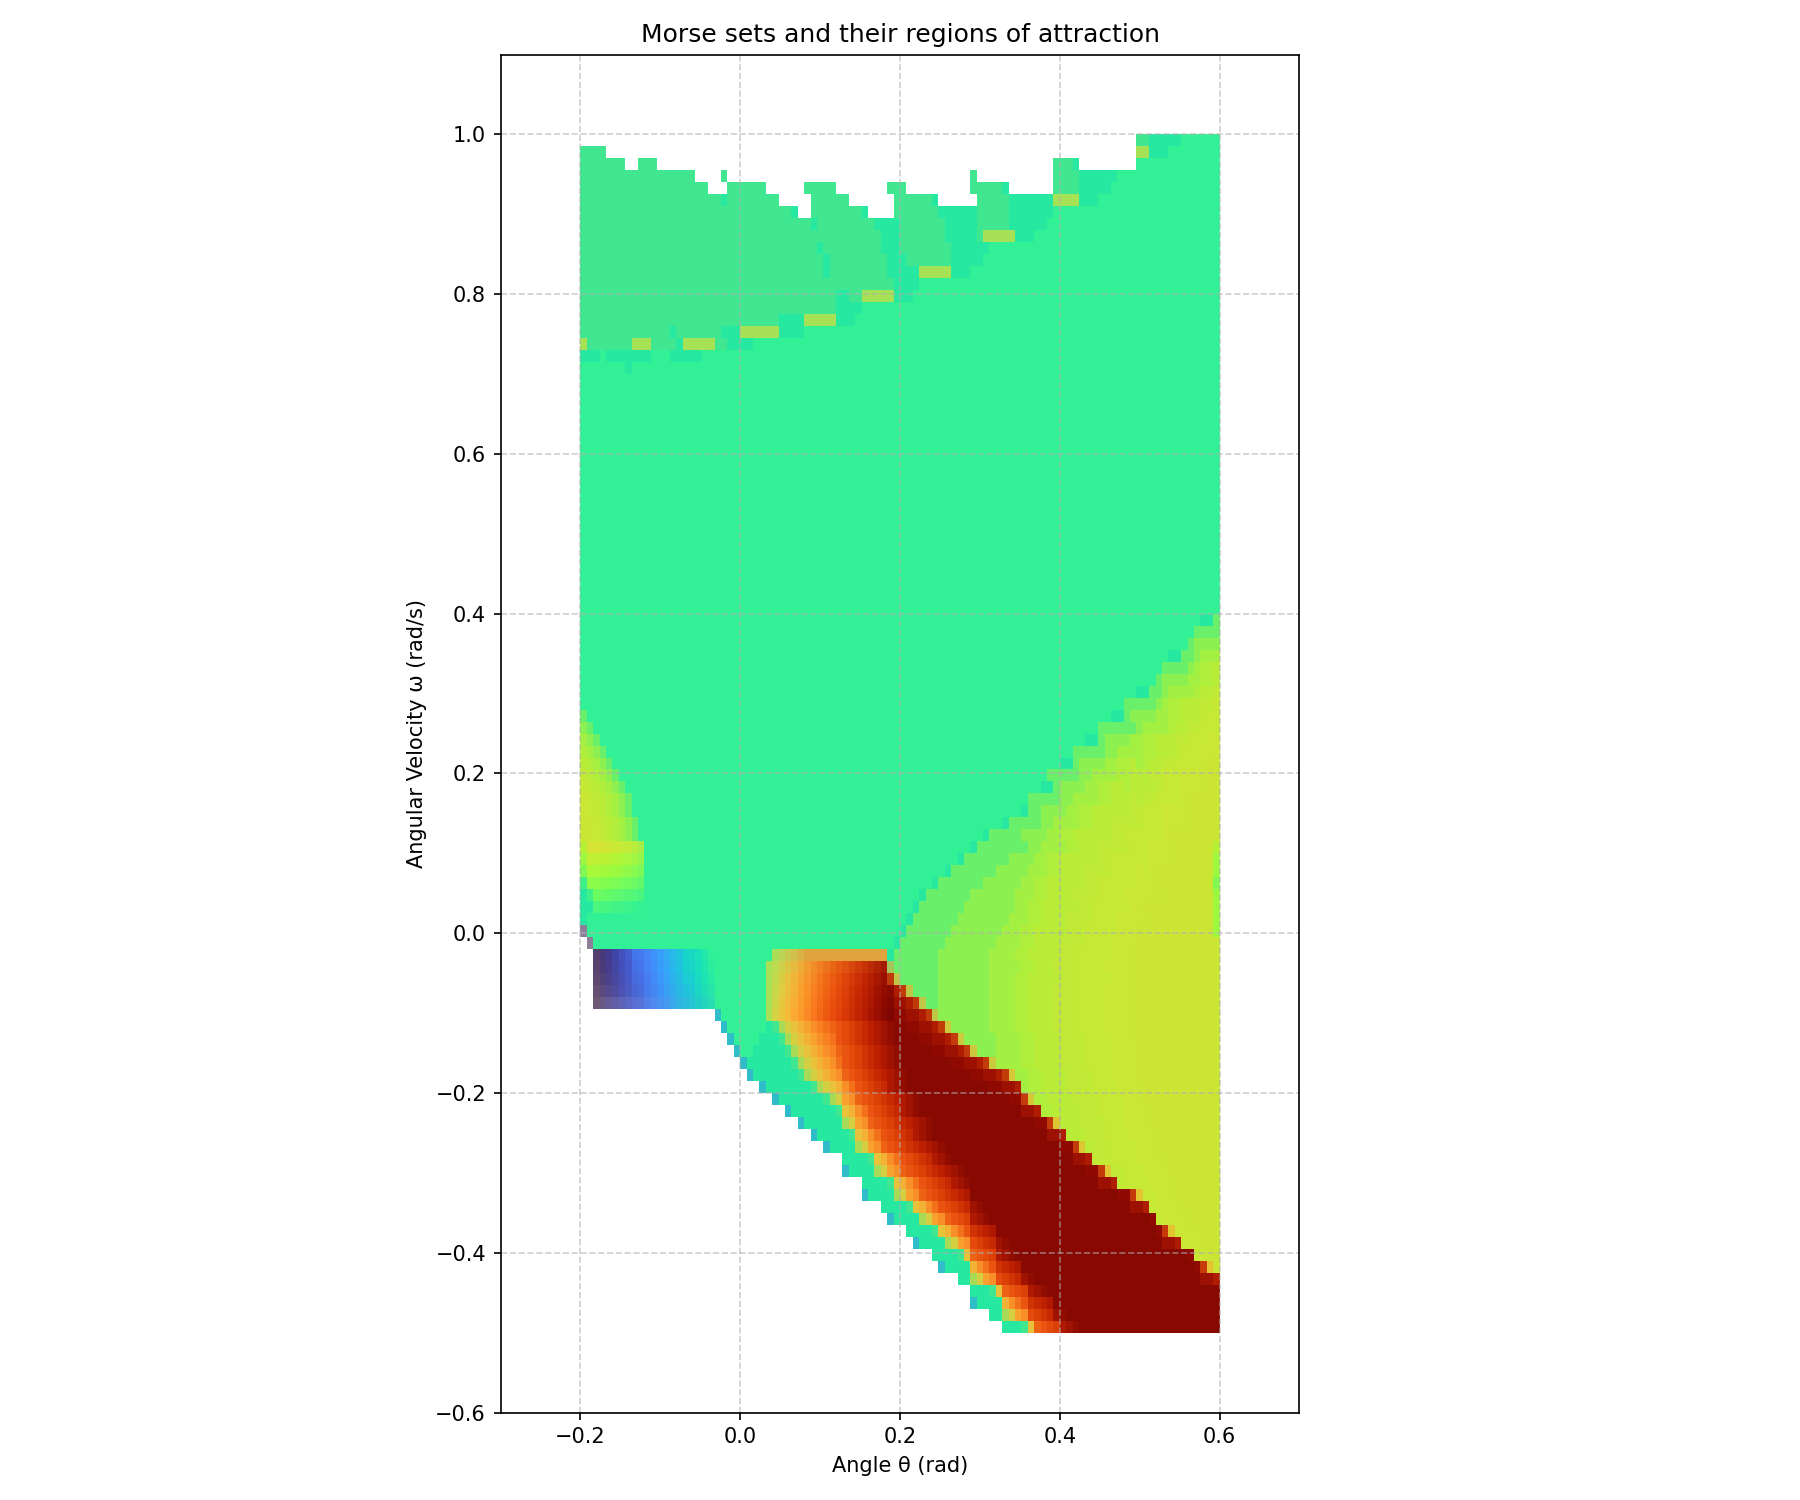 Morse sets and their regions of attraction
1.0
0.8
0.6
0.4
0.2
0.0
−0.2
−0.4
−0.6
Angular Velocity ω (rad/s)
−0.2 0.0 0.2 0.4 0.6
Angle θ (rad)